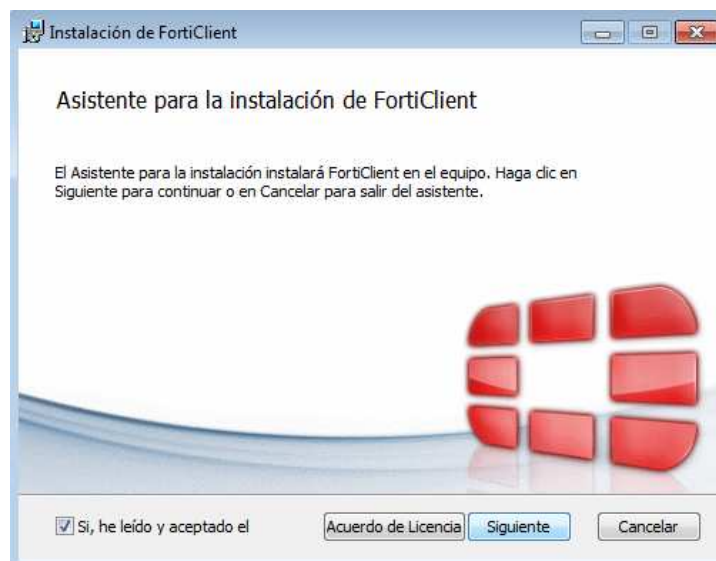 Instalación de FortiClient
Asistente para la instalación de FortiClient
El Asistente para la instalación instalará FortiClient en el equipo. Haga clic en
Siguiente para continuar o en Cancelar para salir del asistente.
Si, he leído y aceptado el Acuerdo de Licencia Siguiente Cancelar